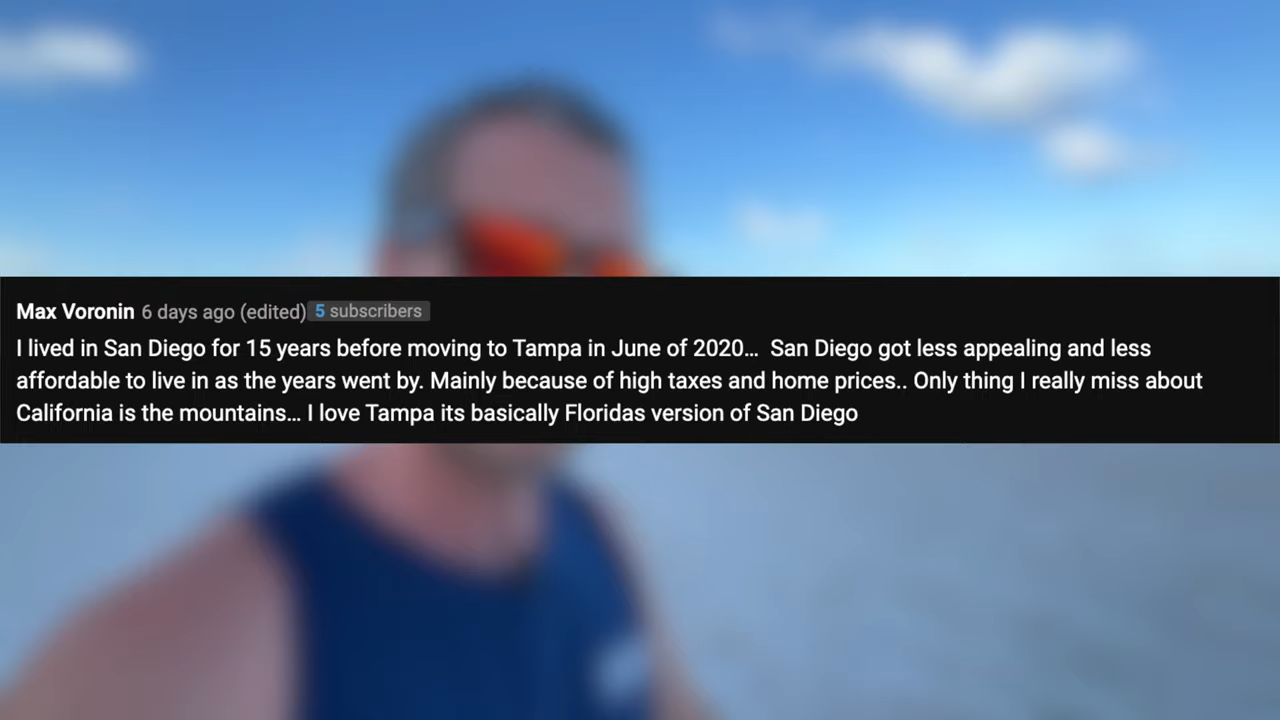 Max Voronin 6 days ago (edited) 5 subscribers
I lived in San Diego for 15 years before moving to Tampa in June of 2020...  San Diego got less appealing and less
affordable to live in as the years went by. Mainly because of high taxes and home prices.. Only thing I really miss about
California is the mountains... I love Tampa its basically Floridas version of San Diego